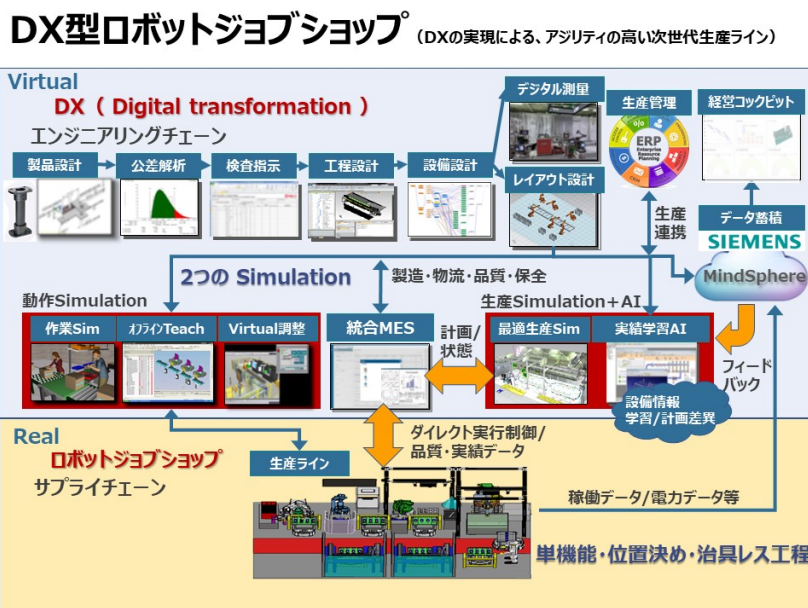 DX型ロボットジョブショップ（DXの実現による、アジリティの高い次世代生産ライン）
Virtual
DX（ Digital transformation ）
エンジニアリングチェーン
製品設計
公差解析
検査指示
工程設計
設備設計
デジタル測量
レイアウト設計
生産管理
ERP
Enterprise
Resource
Planning
経営コックピット
生産
連携
データ蓄積
SIEMENS
MindSphere
2つの Simulation
製造・物流・品質・保全
動作Simulation
生産Simulation＋AI
作業Sim
オフラインTeach
Virtual調整
統合MES
計画/
状態
最適生産Sim
実績学習AI
フィード
バック
設備情報
学習/計画差異
Real
ロボットジョブショップ
サプライチェーン
生産ライン
ダイレクト実行制御/
品質・実績データ
稼働データ/電力データ等
単機能・位置決め・治具レス工程